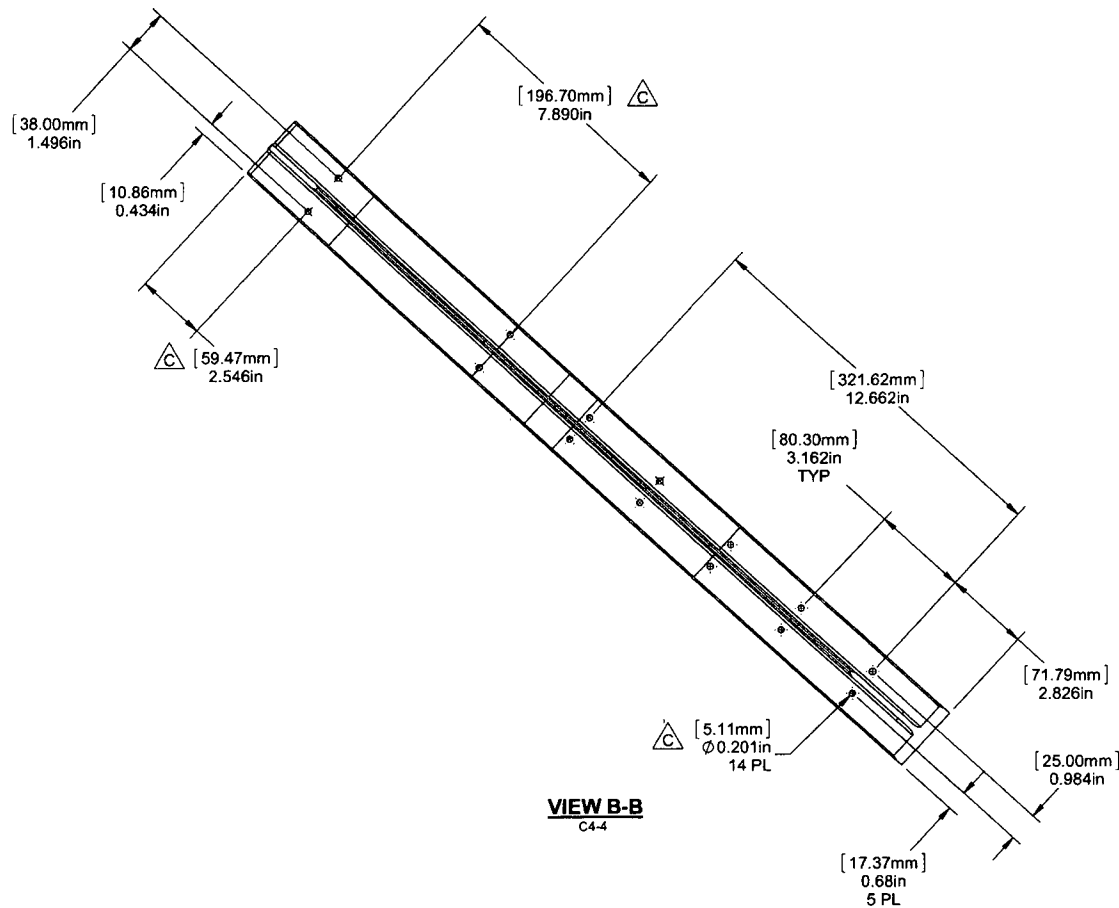 [38.00mm]
1.496in
[10.86mm]
0.434in
C
[59.47mm]
2.546in
[196.70mm]
7.890in
C
[321.62mm]
12.662in
[80.30mm]
3.162in
TYP
[71.79mm]
2.826in
[25.00mm]
0.984in
[17.37mm]
0.68in
5 PL
C
[5.11mm]
∅0.201in
14 PL
VIEW B-B
C4-4